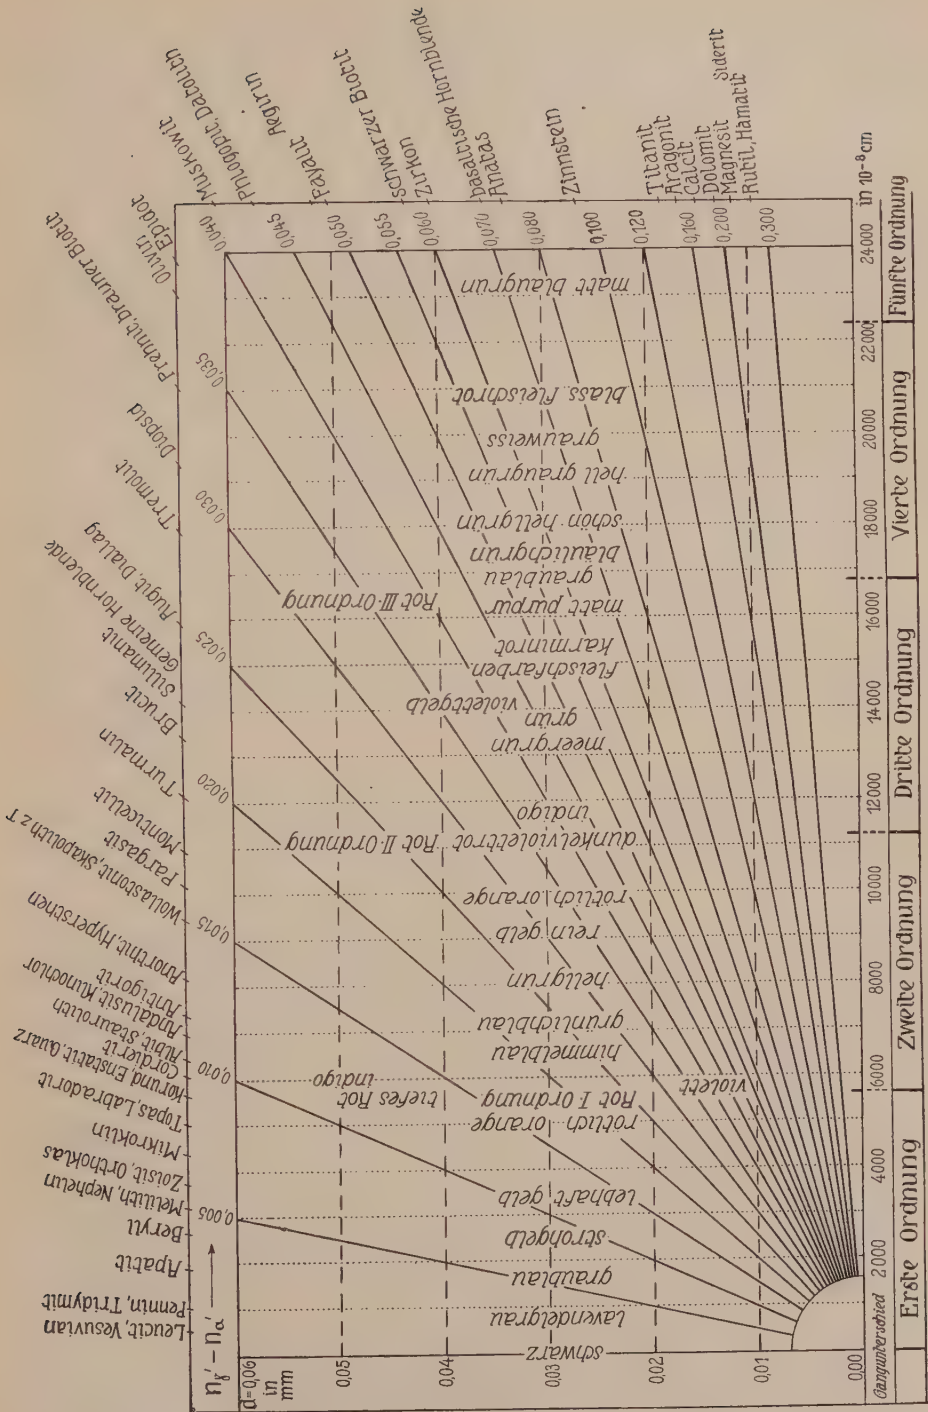 Leucit, Vesuvian
Pennin, Tridymit
Apatit
Beryll
Melilith, Nephelin
Zoisit, Orthoklas
Mikroklin
Topas, Labradorit
Korund, Enstatit, Quarz
Cordierit
Albit, Staurolith
Andalusit, Klinochlor
Antigorit
Anorthit, Hypersthen
Wollastonit, Skapolith z T
Pargasit
Monticellit
Turmalin
Brucit
Sillimanit
Gemeine Hornblende
Augit, Diallag
Tremolit
Diopsid
Prehnit, brauner Biotit
Olivin
Epidot
Muskowit
Phlogopit, Datolith
Fayalit
Aegirin
schwarzer Biotit
Zirkon
basaltische Hornblende
Anatas
Zinnstein
Titanit
Aragonit
Calcit
Dolomit
Magnesit
Siderit
Rutil, Hämatit
nγ' – nα' →
0.005
0,010
0,015
0,020
0,025
0.030
0,035
0.040
0,045
0,050
0,055
0,060
0,070
0,080
0,100
0,120
0,160
0,200
0,300
d=0,06
in
mm
0,05
0,04
0,03
0,02
0,01
0,00
schwarz
Lavendelgrau
graublau
strohgelb
lebhaft gelb
rötlich orange
Rot I Ordnung
tiefes Rot
indigo
violett
himmelblau
grünlichblau
hellgrün
rein gelb
rötlich orange
Rot II Ordnung
dunkelviolettrot
indigo
meergrün
grün
violettgelb
fleischfarben
karminrot
Rot III Ordnung
matt purpur
graublau
bläulichgrün
schön hellgrün
hell graugrün
grauweiss
blass fleischrot
matt blaugrün
Gangunterschied
2000
4000
6000
8000
10000
12000
14000
16000
18000
20000
22000
24000
in 10⁻⁸cm
Erste Ordnung
Zweite Ordnung
Dritte Ordnung
Vierte Ordnung
Fünfte Ordnung